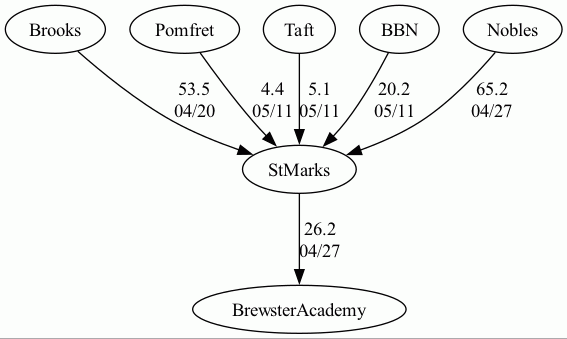 Brooks
Pomfret
Taft
BBN
Nobles
53.5
04/20
4.4
05/11
5.1
05/11
20.2
05/11
65.2
04/27
StMarks
26.2
04/27
BrewsterAcademy